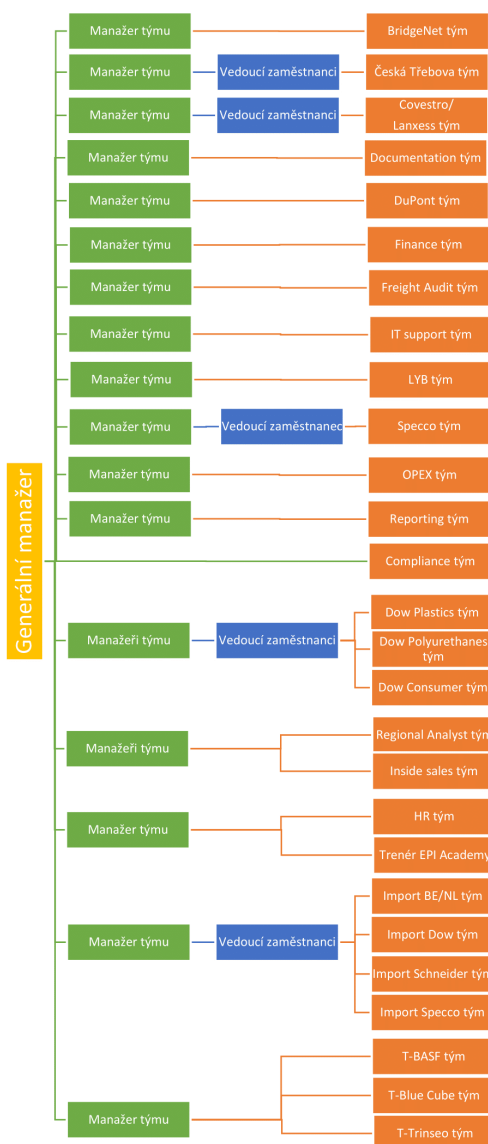 Generální manažer
Manažer týmu
BridgeNet tým
Manažer týmu
Vedoucí zaměstnanci
Česká Třebova tým
Manažer týmu
Vedoucí zaměstnanci
Covestro/
Lanxess tým
Manažer týmu
Documentation tým
Manažer týmu
DuPont tým
Manažer týmu
Finance tým
Manažer týmu
Freight Audit tým
Manažer týmu
IT support tým
Manažer týmu
LYB tým
Manažer týmu
Vedoucí zaměstnanec
Specco tým
Manažer týmu
OPEX tým
Manažer týmu
Reporting tým
Compliance tým
Manažeři týmu
Vedoucí zaměstnanci
Dow Plastics tým
Dow Polyurethanes
tým
Dow Consumer tým
Manažeři týmu
Regional Analyst tým
Inside sales tým
Manažer týmu
HR tým
Trenér EPI Academy
Manažer týmu
Vedoucí zaměstnanci
Import BE/NL tým
Import Dow tým
Import Schneider tým
Import Specco tým
Manažer týmu
T-BASF tým
T-Blue Cube tým
T-Trinseo tým